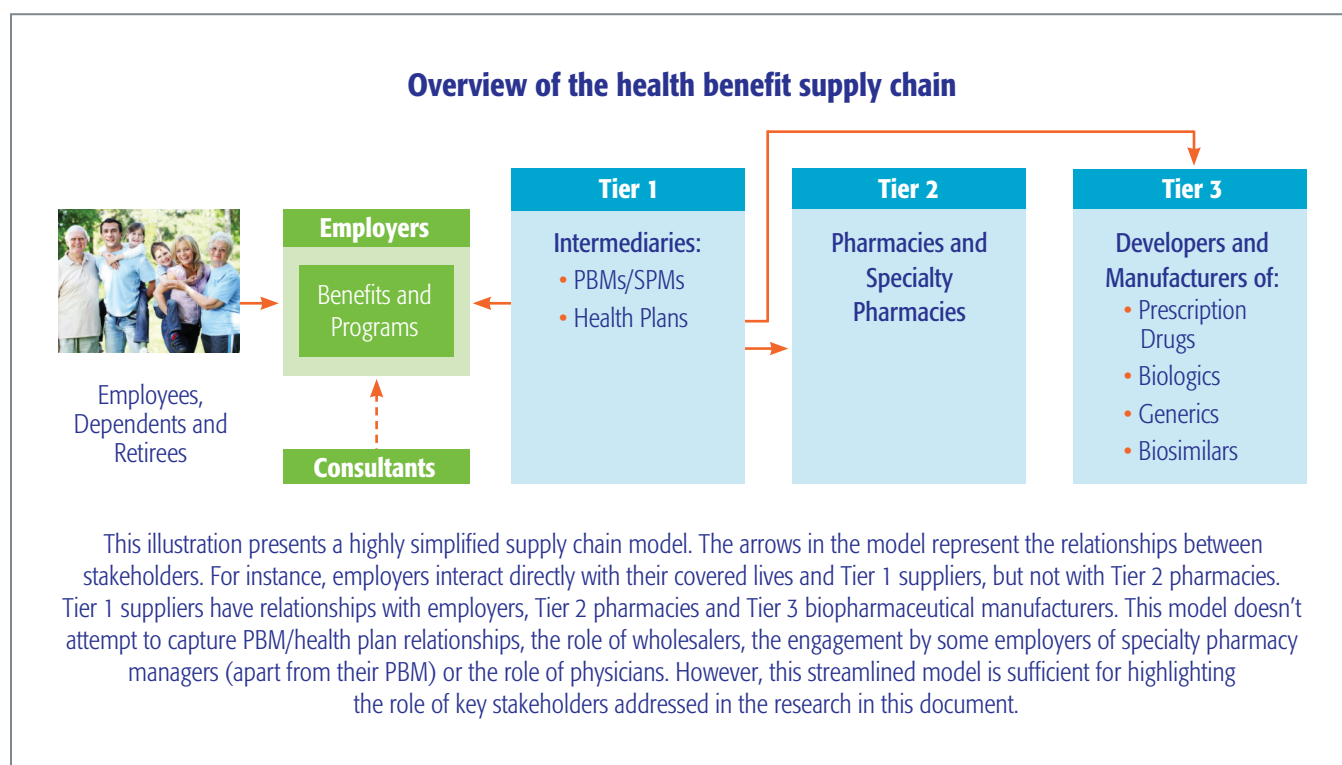 Overview of the health benefit supply chain
Employees,
Dependents and
Retirees
Employers
Benefits and
Programs
Consultants
Tier 1
Intermediaries:
• PBMs/SPMs
• Health Plans
Tier 2
Pharmacies and
Specialty
Pharmacies
Tier 3
Developers and
Manufacturers of:
• Prescription
Drugs
• Biologics
• Generics
• Biosimilars
This illustration presents a highly simplified supply chain model. The arrows in the model represent the relationships between
stakeholders. For instance, employers interact directly with their covered lives and Tier 1 suppliers, but not with Tier 2 pharmacies.
Tier 1 suppliers have relationships with employers, Tier 2 pharmacies and Tier 3 biopharmaceutical manufacturers. This model doesn’t
attempt to capture PBM/health plan relationships, the role of wholesalers, the engagement by some employers of specialty pharmacy
managers (apart from their PBM) or the role of physicians. However, this streamlined model is sufficient for highlighting
the role of key stakeholders addressed in the research in this document.